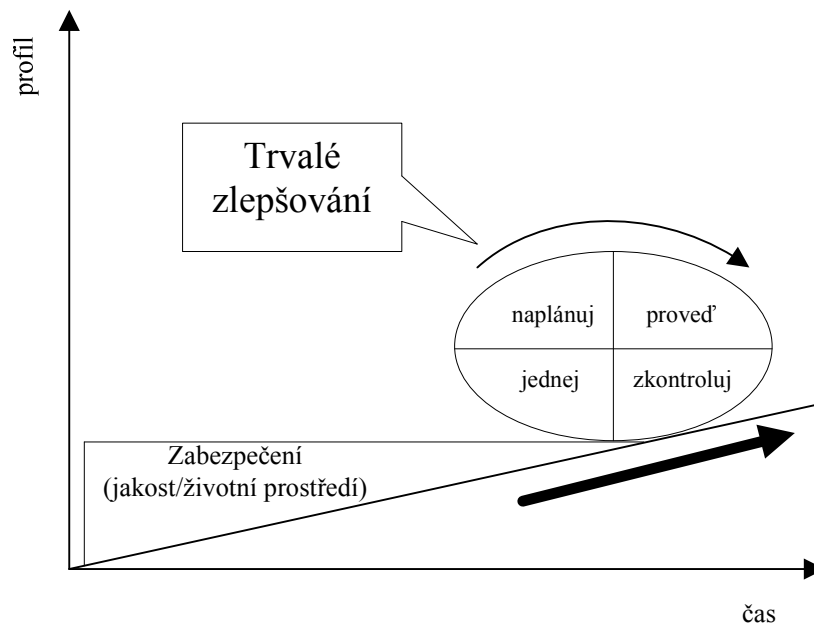 profil
Trvalé
zlepšování
naplánuj
proveď
jednej
zkontroluj
Zabezpečení
(jakost/životní prostředí)
čas